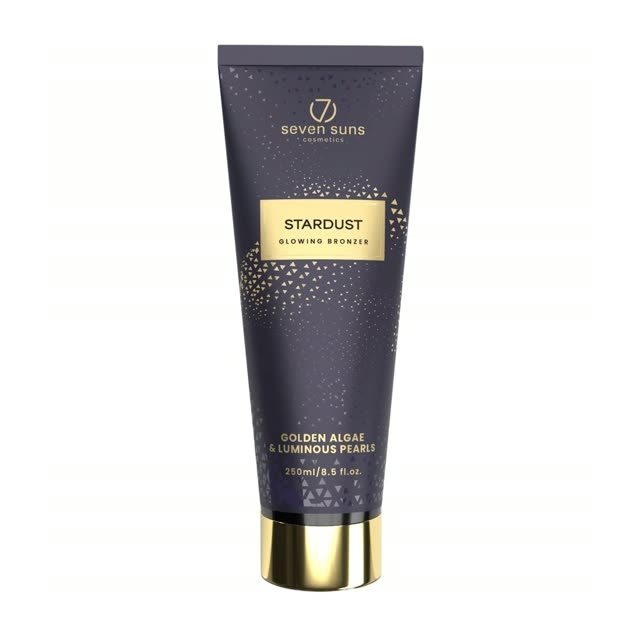 7
seven suns
cosmetics
STARDUST
GLOWING BRONZER
GOLDEN ALGAE
& LUMINOUS PEARLS
250ml/8.5 fl.oz.